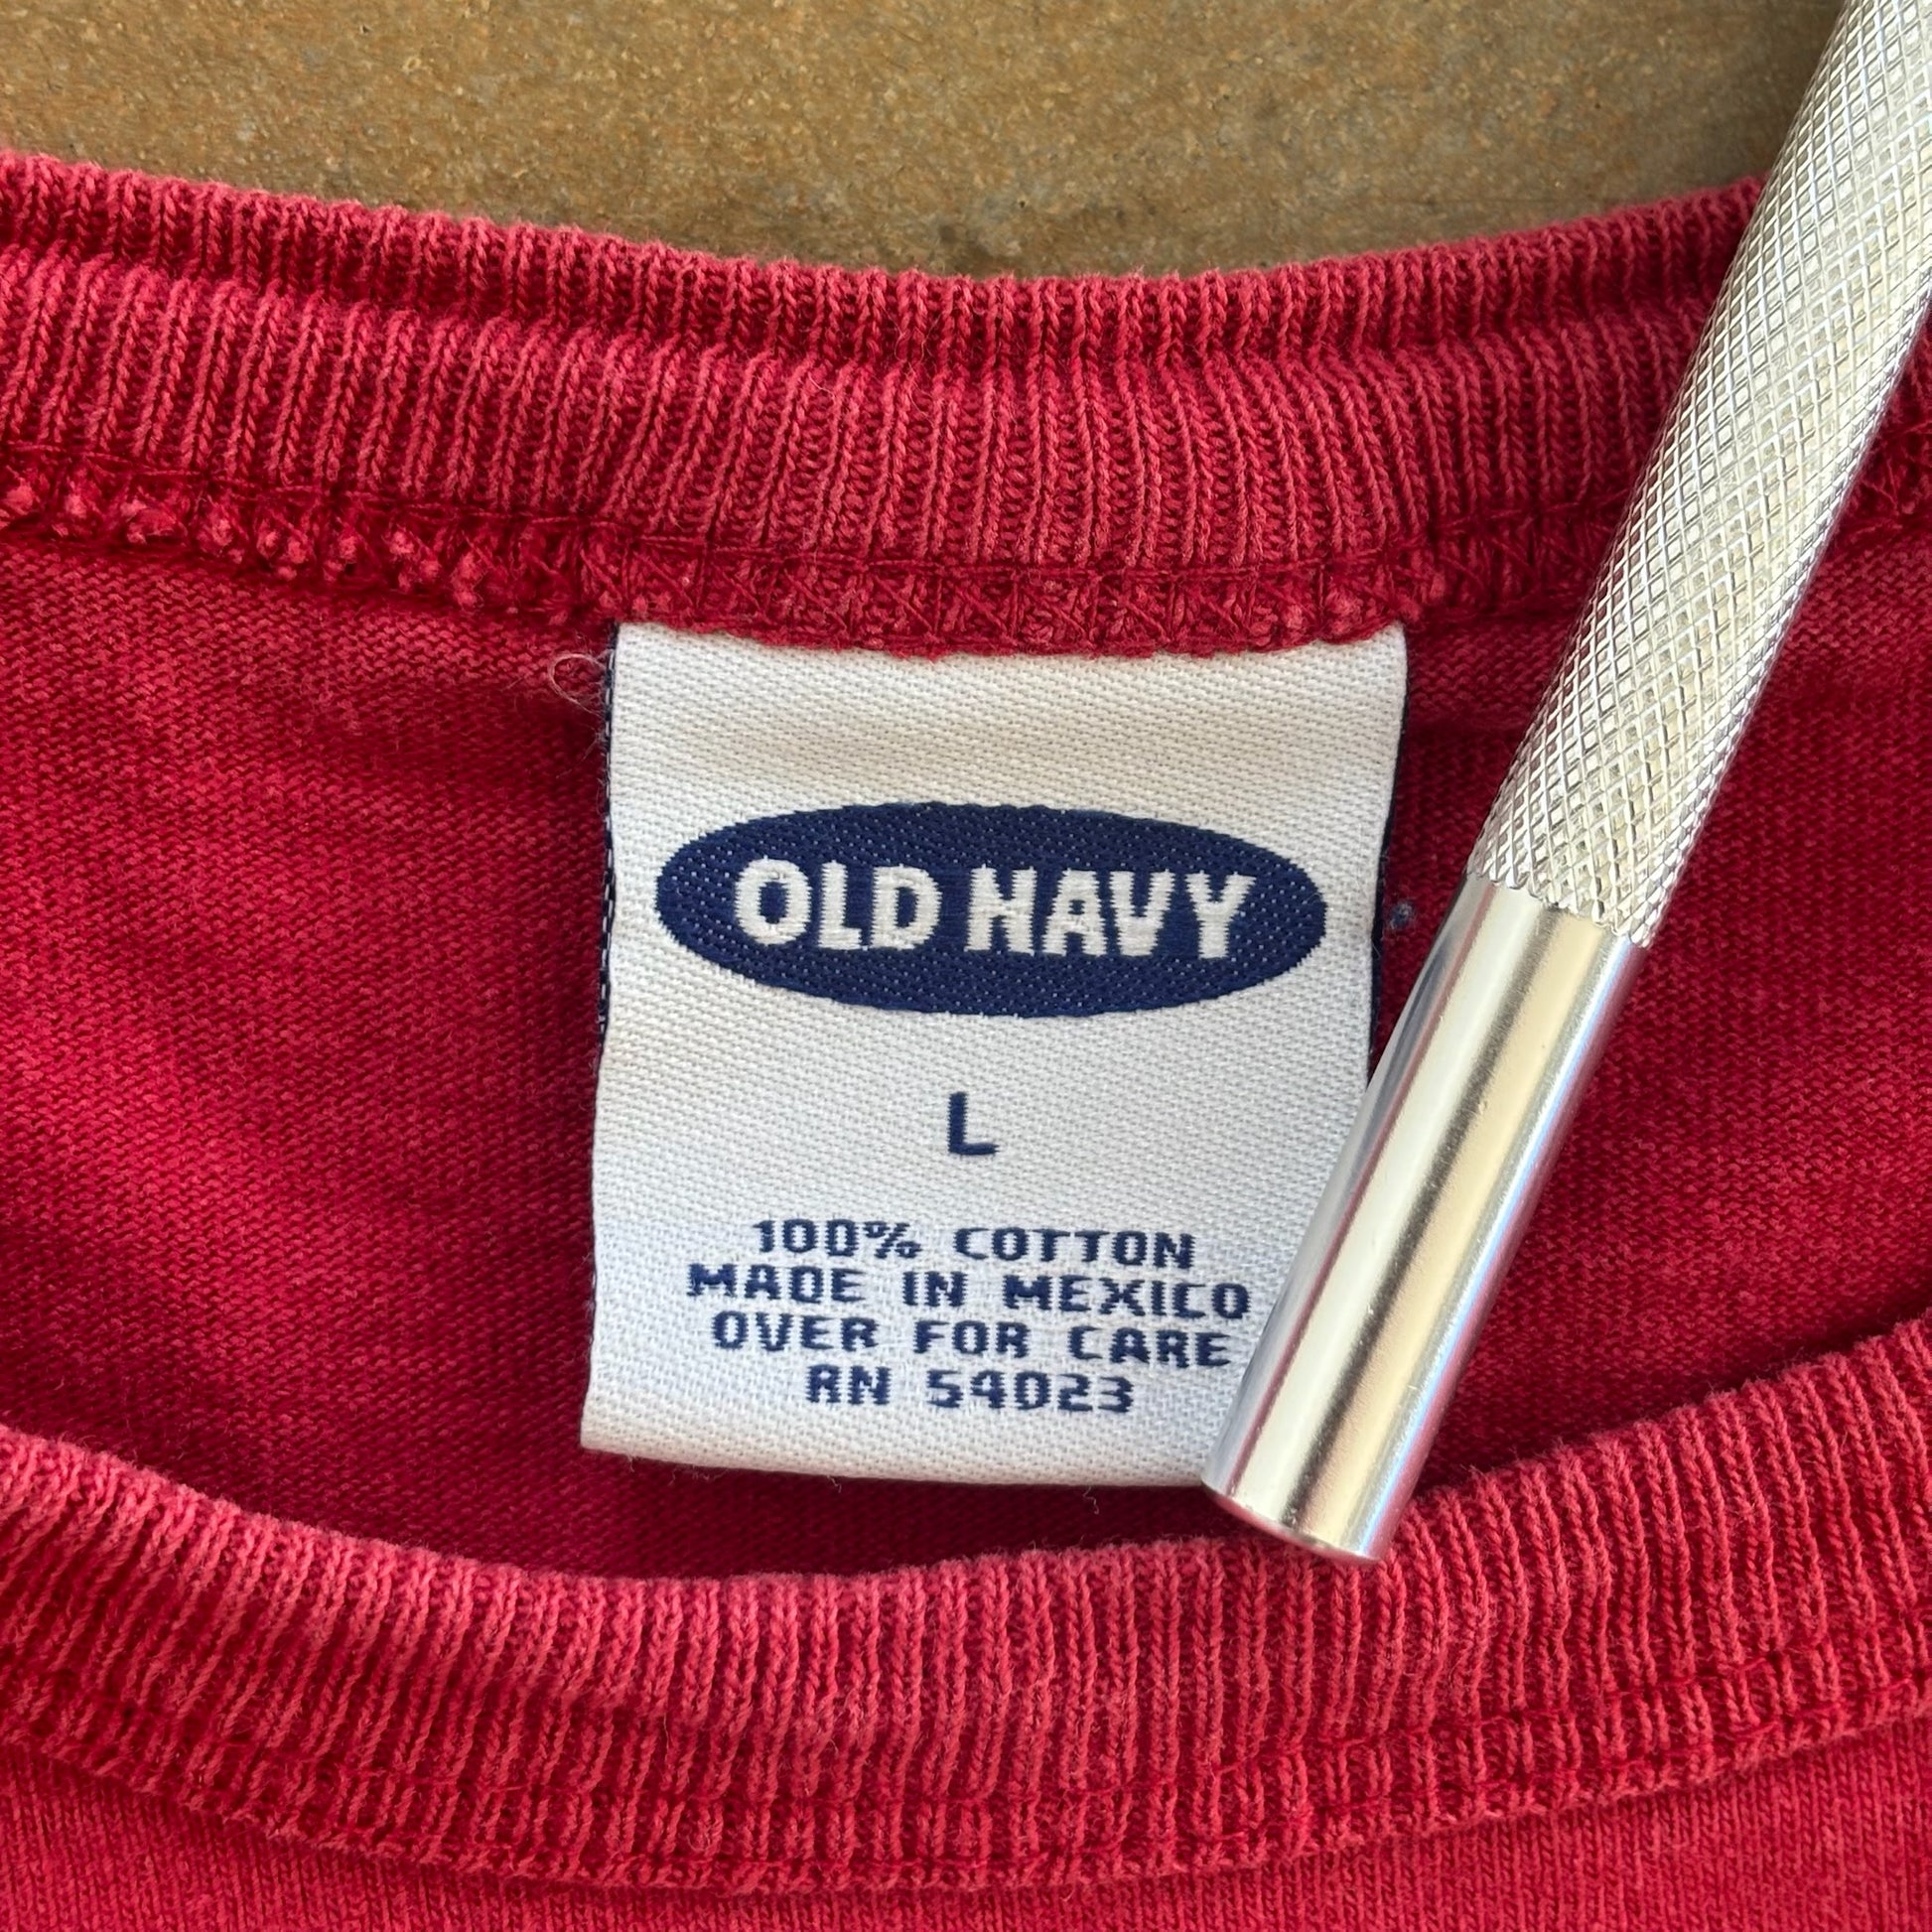 OLD NAVY
L
100% COTTON
MADE IN MEXICO
OVER FOR CARE
RN 54023